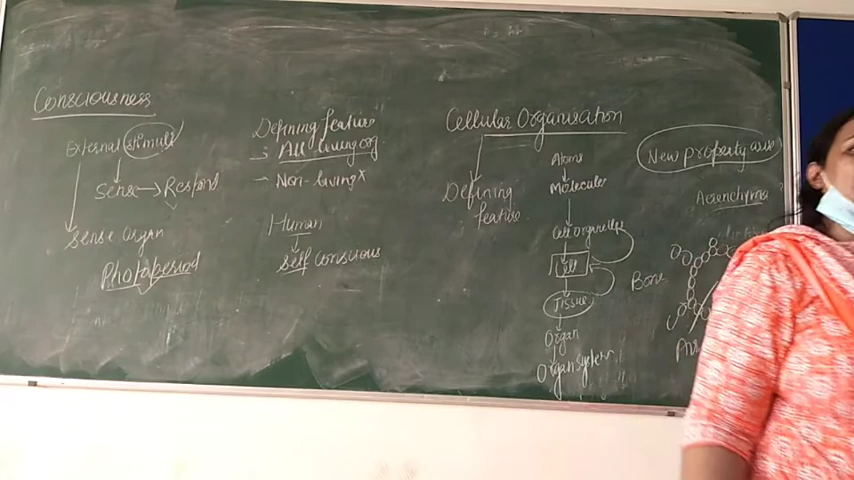 Consciousness
External stimuli
Sense → Respond
Sense organ
Photoperiod
Defining feature
→ All living org
- Non-living x
Human
Self conscious
Cellular Organisation
Defining
feature
Atoms
Molecules
Cell organelles
Cell
Tissue
Organ
Organ system
New property arise
Aerenchyma
Bone